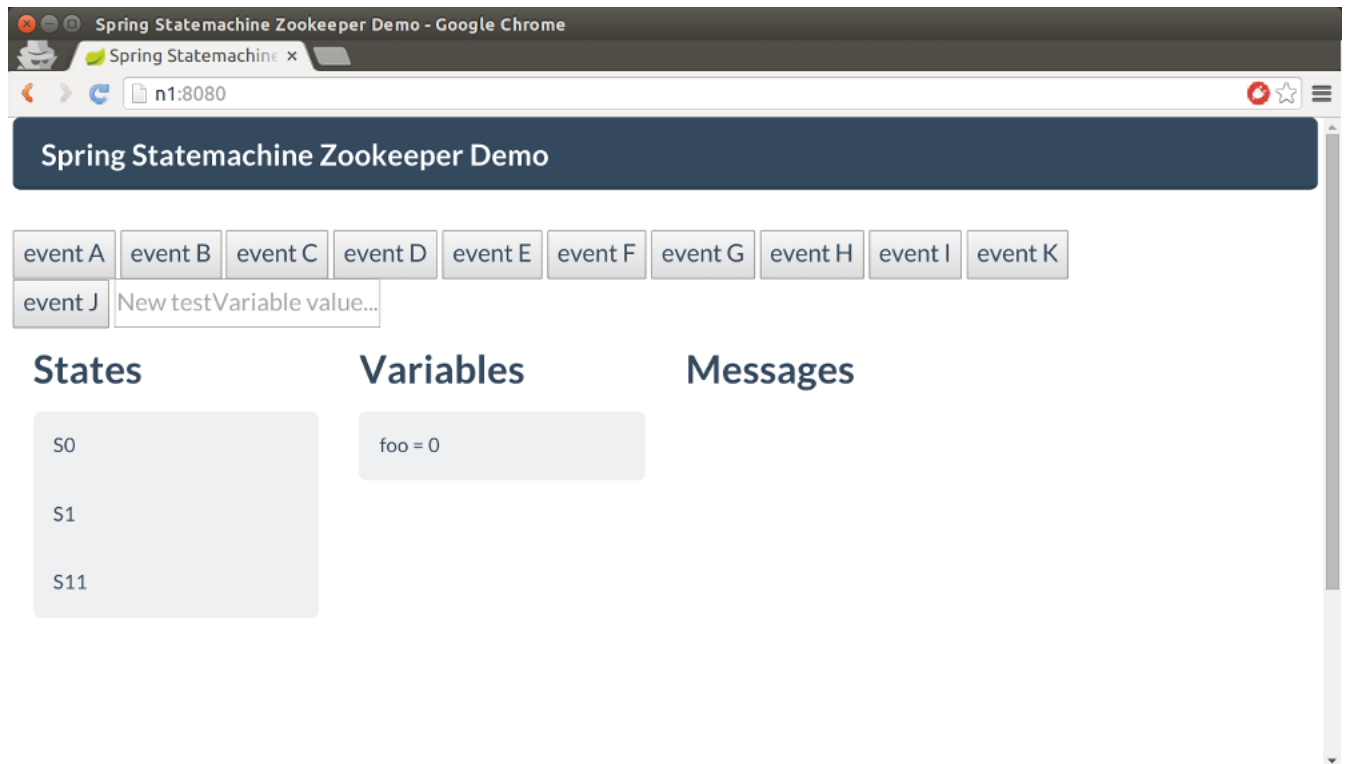 Spring Statemachine Zookeeper Demo - Google Chrome
Spring Statemachine
n1:8080
Spring Statemachine Zookeeper Demo
event A event B event C event D event E event F event G event H event I event K
event J New testVariable value...
States Variables Messages
S0 foo = 0
S1
S11